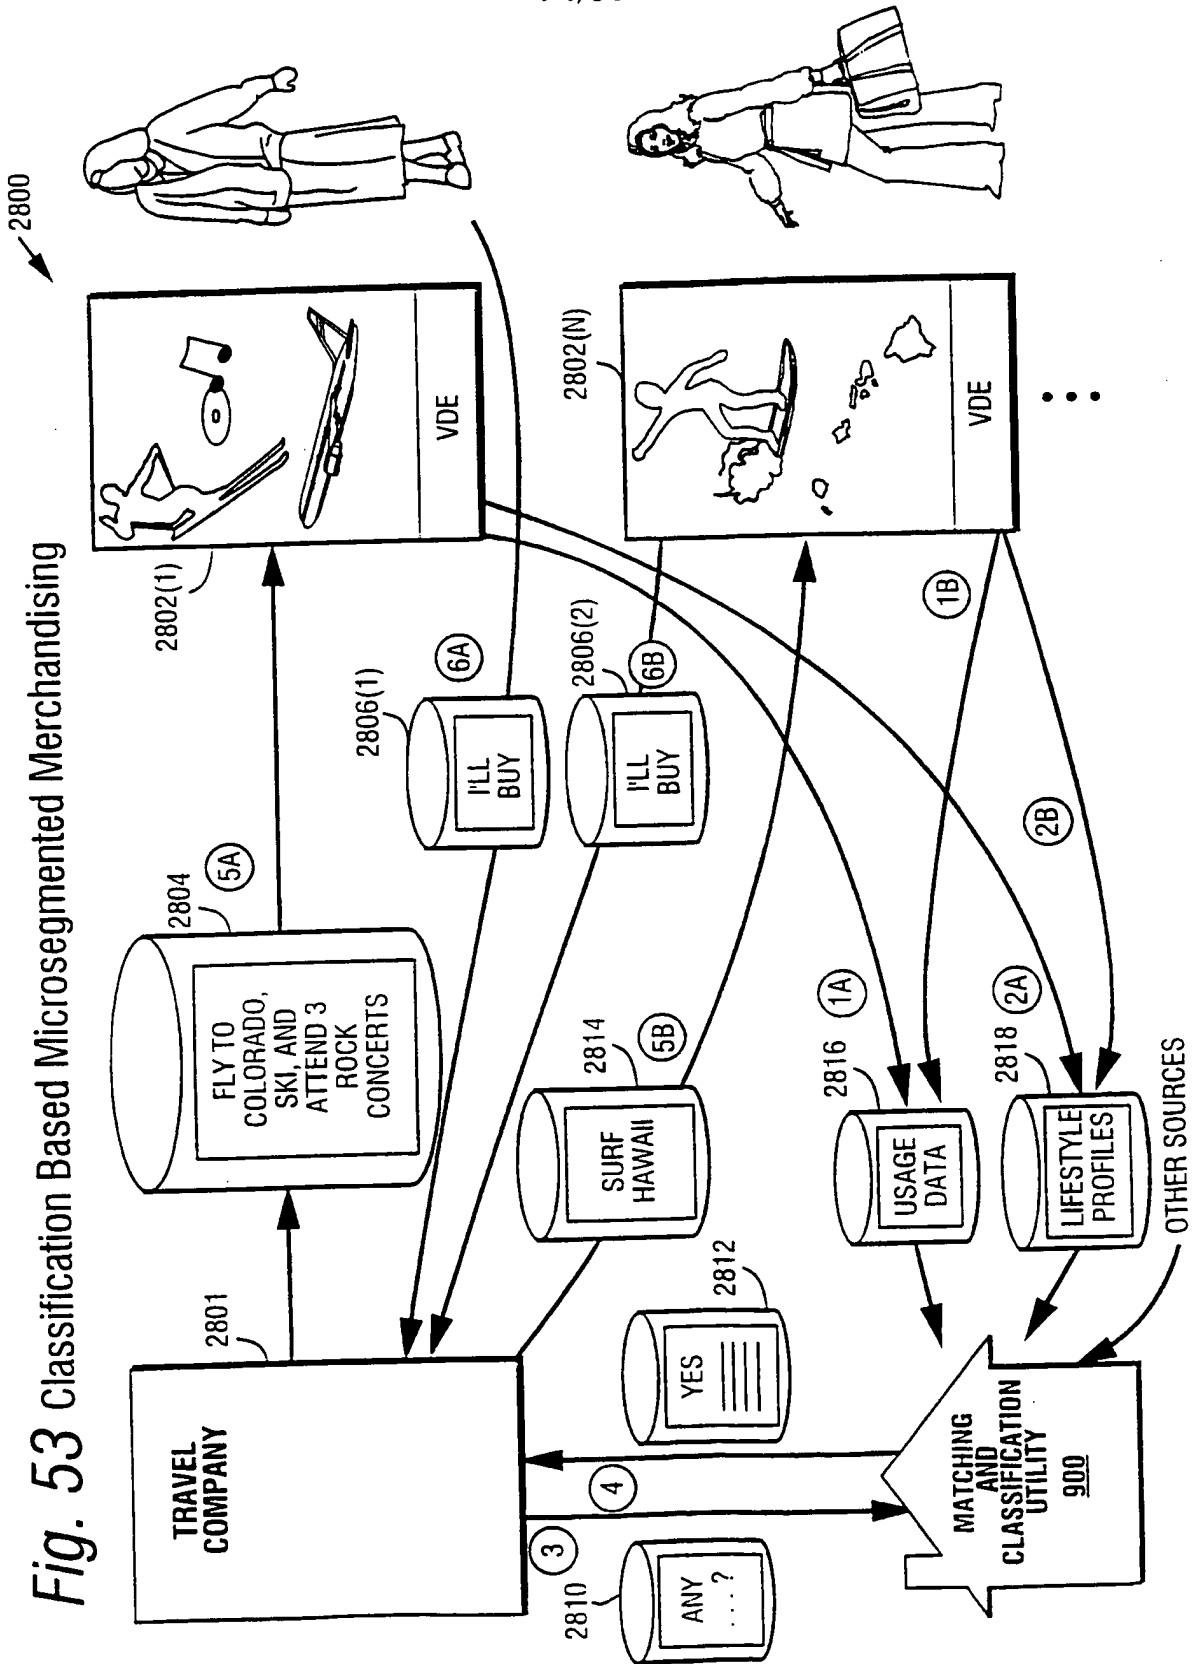 Fig. 53 Classification Based Microsegmented Merchandising
2800
TRAVEL
COMPANY
2801
2804
FLY TO
COLORADO,
SKI, AND
ATTEND 3
ROCK
CONCERTS
5A
2802(1)
VDE
2806(1)
I'LL
BUY
6A
2806(2)
I'LL
BUY
6B
2802(N)
VDE
2814
SURF
HAWAII
5B
3
4
2810
ANY
....?
2812
YES
1A
1B
2816
USAGE
DATA
2A
2B
2818
LIFESTYLE
PROFILES
OTHER SOURCES
MATCHING
AND
CLASSIFICATION
UTILITY
900